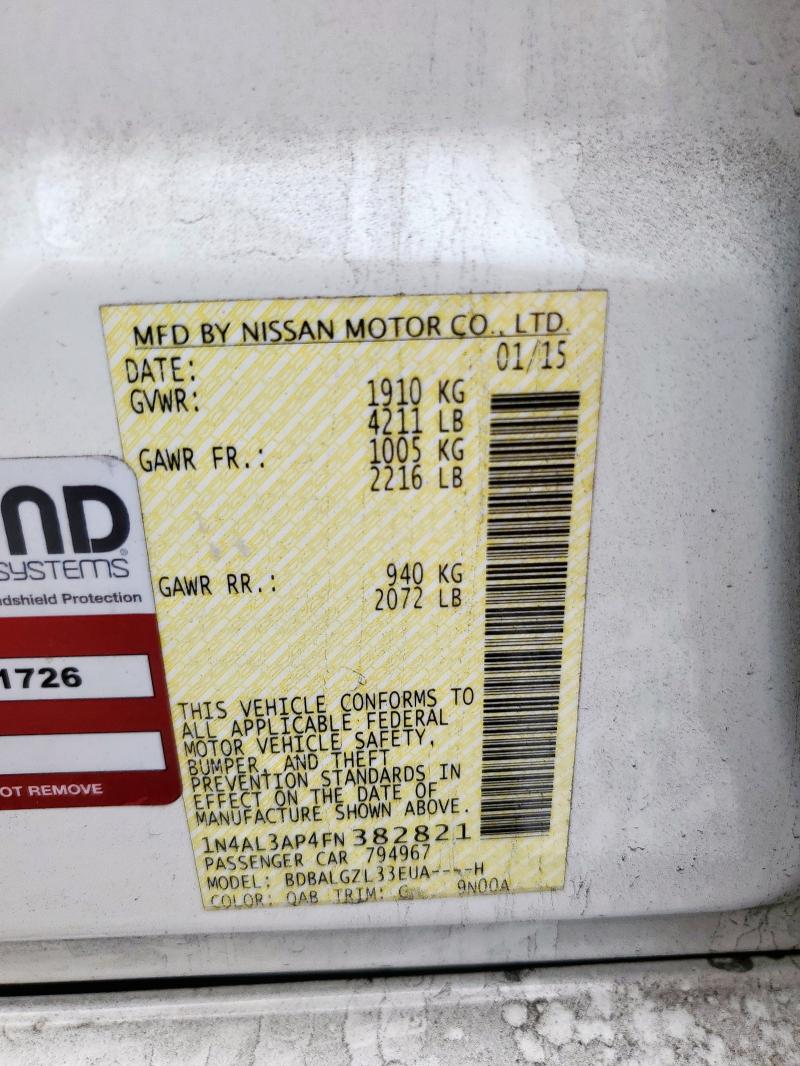 MFD BY NISSAN MOTOR CO., LTD.
DATE: 01/15
GVWR: 1910 KG
4211 LB
GAWR FR.: 1005 KG
2216 LB
GAWR RR.: 940 KG
2072 LB
THIS VEHICLE CONFORMS TO
ALL APPLICABLE FEDERAL
MOTOR VEHICLE SAFETY,
BUMPER, AND THEFT
PREVENTION STANDARDS IN
EFFECT ON THE DATE OF
MANUFACTURE SHOWN ABOVE.
1N4AL3AP4FN382821
PASSENGER CAR 794967
MODEL: BDBALGZL33EUA----H
COLOR: QAB TRIM: G 9N00A
ND
SYSTEMS
dshield Protection
1726
OT REMOVE